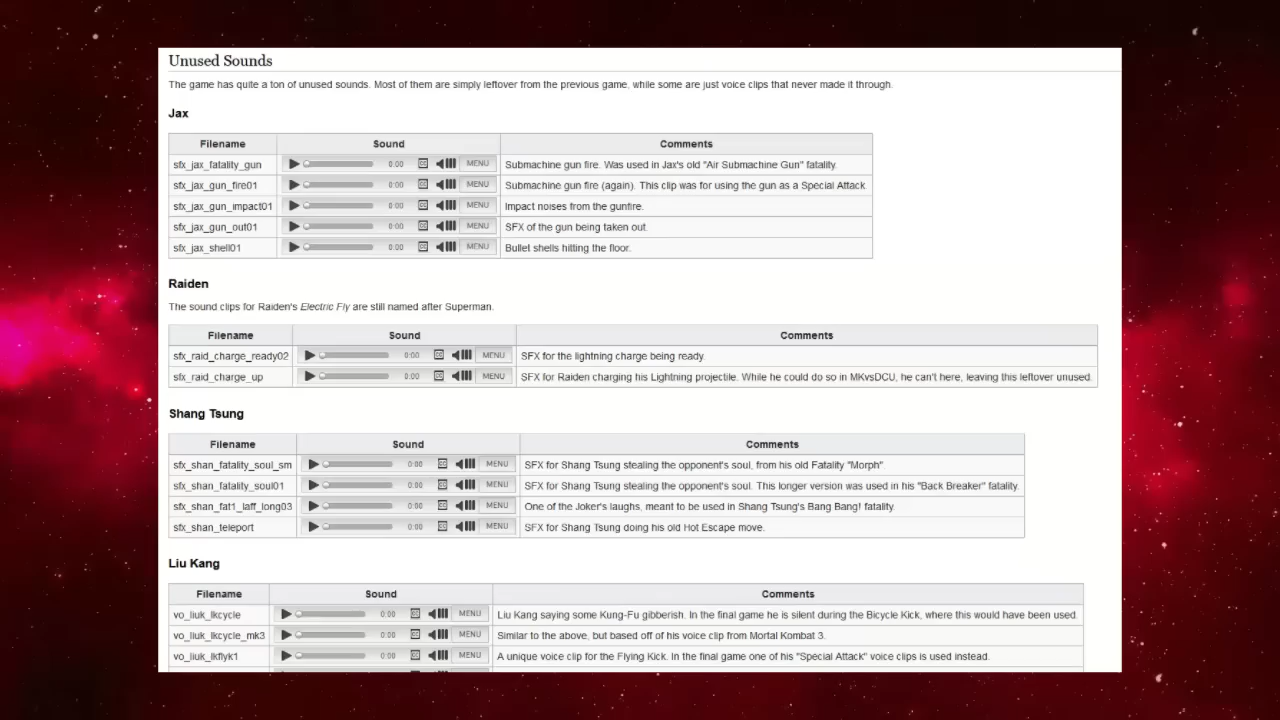 Unused Sounds
The game has quite a ton of unused sounds. Most of them are simply leftover from the previous game, while some are just voice clips that never made it through.
Jax
Filename Sound Comments
sfx_jax_fatality_gun 0:00 MENU Submachine gun fire. Was used in Jax's old "Air Submachine Gun" fatality.
sfx_jax_gun_fire01 0:00 MENU Submachine gun fire (again). This clip was for using the gun as a Special Attack
sfx_jax_gun_impact01 0:00 MENU Impact noises from the gunfire.
sfx_jax_gun_out01 0:00 MENU SFX of the gun being taken out.
sfx_jax_shell01 0:00 MENU Bullet shells hitting the floor.
Raiden
The sound clips for Raiden's Electric Fly are still named after Superman.
Filename Sound Comments
sfx_raid_charge_ready02 0:00 MENU SFX for the lightning charge being ready.
sfx_raid_charge_up 0:00 MENU SFX for Raiden charging his Lightning projectile. While he could do so in MKvsDCU, he can't here, leaving this leftover unused.
Shang Tsung
Filename Sound Comments
sfx_shan_fatality_soul_sm 0:00 MENU SFX for Shang Tsung stealing the opponent's soul, from his old Fatality "Morph".
sfx_shan_fatality_soul01 0:00 MENU SFX for Shang Tsung stealing the opponent's soul. This longer version was used in his "Back Breaker" fatality.
sfx_shan_fat1_laff_long03 0:00 MENU One of the Joker's laughs, meant to be used in Shang Tsung's Bang Bang! fatality.
sfx_shan_teleport 0:00 MENU SFX for Shang Tsung doing his old Hot Escape move.
Liu Kang
Filename Sound Comments
vo_liuk_lkcycle 0:00 MENU Liu Kang saying some Kung-Fu gibberish. In the final game he is silent during the Bicycle Kick, where this would have been used.
vo_liuk_lkcycle_mk3 0:00 MENU Similar to the above, but based off of his voice clip from Mortal Kombat 3.
vo_liuk_lkflyk1 0:00 MENU A unique voice clip for the Flying Kick. In the final game one of his "Special Attack" voice clips is used instead.